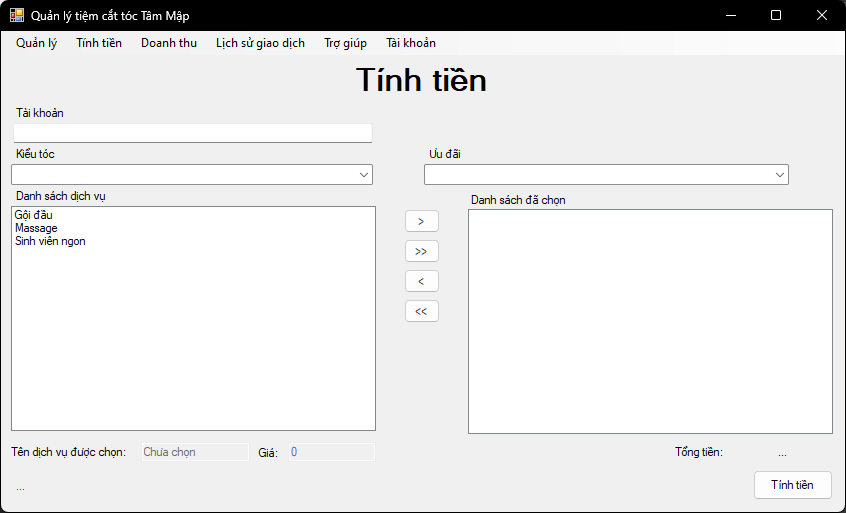 Quản lý tiệm cắt tóc Tâm Mập
Quản lý Tính tiền Doanh thu Lịch sử giao dịch Trợ giúp Tài khoản
Tính tiền
Tài khoản
Kiểu tóc Ưu đãi
Danh sách dịch vụ Danh sách đã chọn
Gội đầu
Massage
Sinh viên ngon
>
>>
<
<<
Tên dịch vụ được chọn: Chưa chọn Giá: 0 Tổng tiền: ...
... Tính tiền